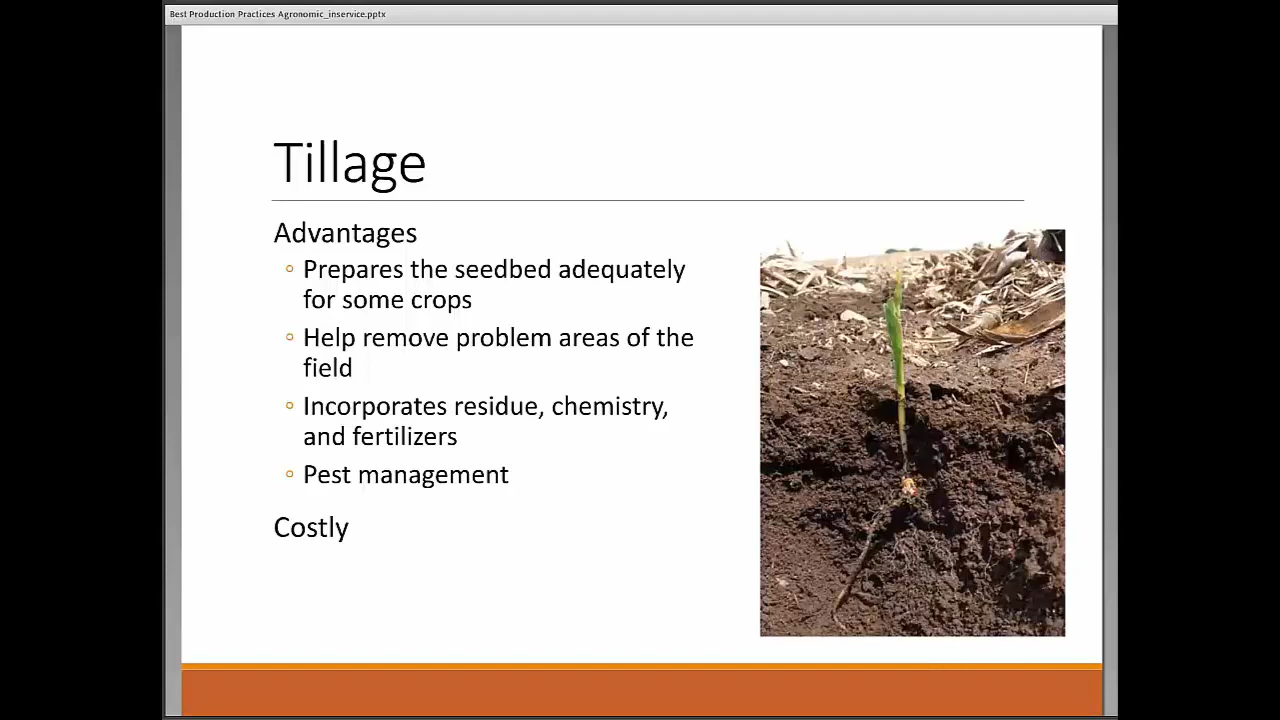 Best Production Practices Agronomic_inservice.pptx
Tillage
Advantages
Prepares the seedbed adequately
for some crops
Help remove problem areas of the
field
Incorporates residue, chemistry,
and fertilizers
Pest management
Costly